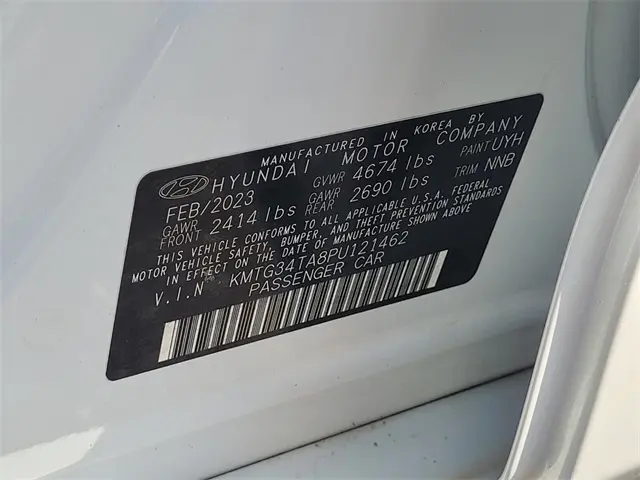 MANUFACTURED IN KOREA BY
HYUNDAI MOTOR COMPANY
FEB/2023 GVWR 4674 lbs PAINT UYH
GAWR FRONT 2414 lbs GAWR REAR 2690 lbs TRIM NNB
THIS VEHICLE CONFORMS TO ALL APPLICABLE U.S.A. FEDERAL
MOTOR VEHICLE SAFETY, BUMPER, AND THEFT PREVENTION STANDARDS
IN EFFECT ON THE DATE OF MANUFACTURE SHOWN ABOVE.
V.I.N KMTG34TA8PU121462
PASSENGER CAR